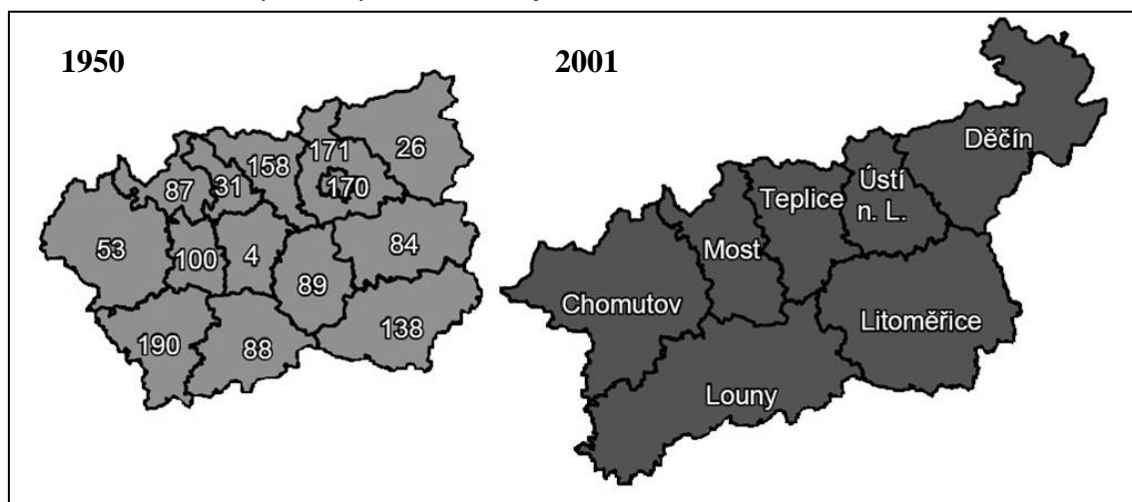 1950
2001
26
171
158
170
87
31
84
53
100
4
89
138
190
88
Děčín
Ústí
n. L.
Teplice
Most
Chomutov
Litoměřice
Louny